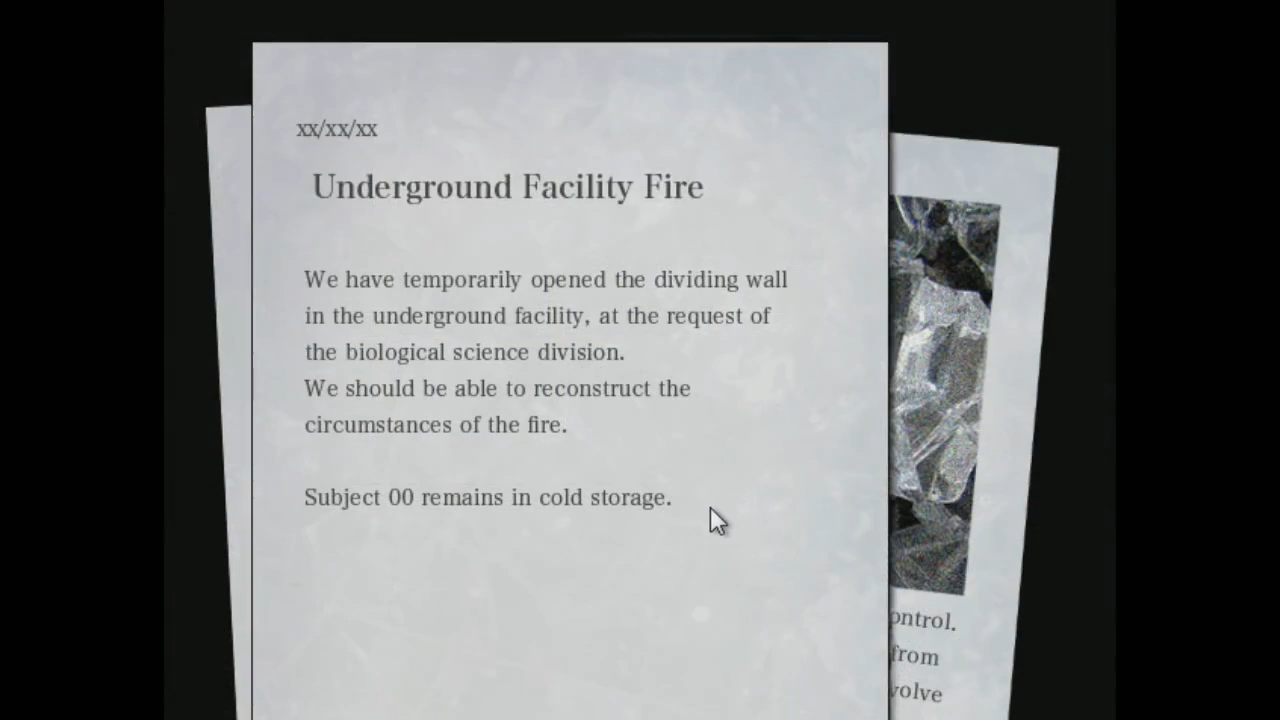 xx/xx/xx
Underground Facility Fire
We have temporarily opened the dividing wall
in the underground facility, at the request of
the biological science division.
We should be able to reconstruct the
circumstances of the fire.
Subject 00 remains in cold storage.
from